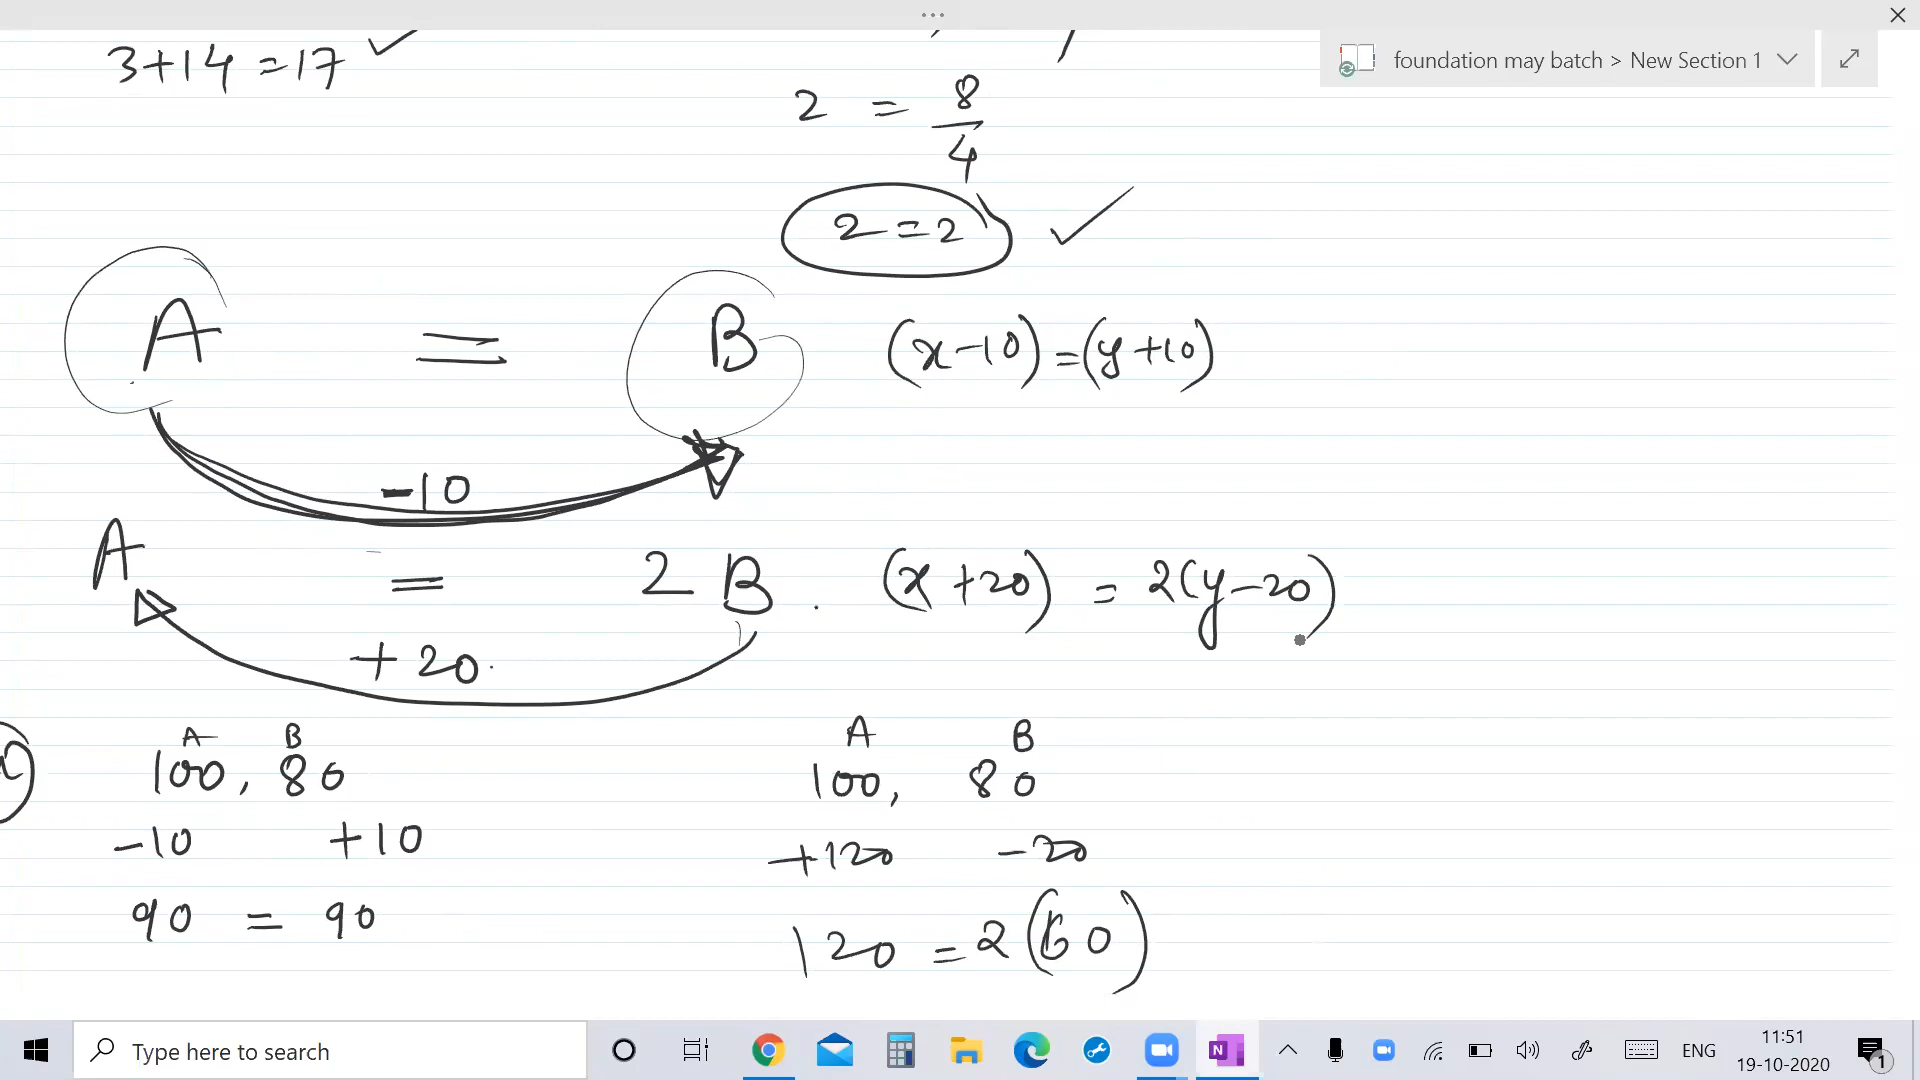 3+14=17
2 = 8/4
2=2
foundation may batch > New Section 1
A = B (x-10)=(y+10)
-10
A = 2B. (x+20) = 2(y-20)
+20.
A B
100, 80
-10 +10
90 = 90
A B
100, 80
+120 -20
120 = 2(60)
Type here to search
ENG
11:51
19-10-2020
1